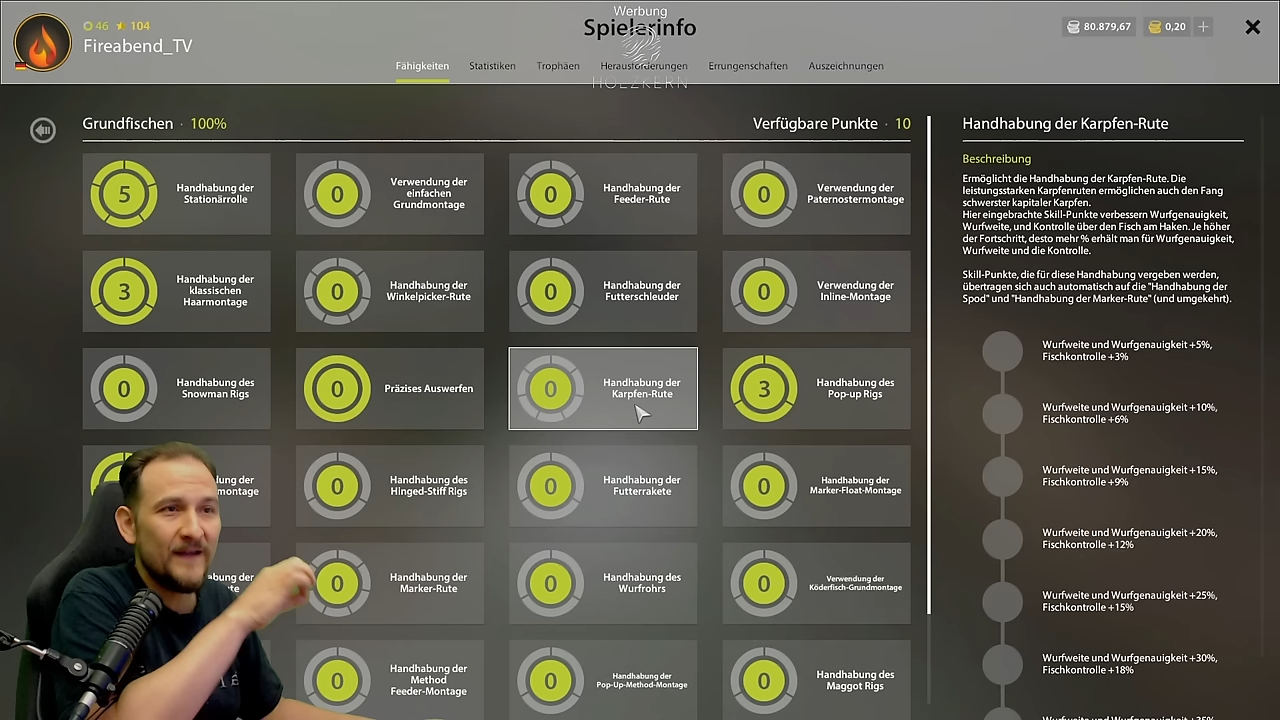 Werbung
46 104
Fireabend_TV
Spielerinfo
HOLZKERN
80.879,67
0,20 +
Fähigkeiten
Statistiken
Trophäen
Herausforderungen
Errungenschaften
Auszeichnungen
Grundfischen · 100%
Verfügbare Punkte · 10
5
Handhabung der
Stationärrolle
0
Verwendung der
einfachen
Grundmontage
0
Handhabung der
Feeder-Rute
0
Verwendung der
Paternostermontage
3
Handhabung der
klassischen
Haarmontage
0
Handhabung der
Winkelpicker-Rute
0
Handhabung der
Futterschleuder
0
Verwendung der
Inline-Montage
0
Handhabung des
Snowman Rigs
0
Präzises Auswerfen
0
Handhabung der
Karpfen-Rute
3
Handhabung des
Pop-up Rigs
0
Handhabung des
Hinged-Stiff Rigs
0
Handhabung der
Futterrakete
0
Handhabung der
Marker-Float-Montage
0
Handhabung der
Marker-Rute
0
Handhabung des
Wurfrohrs
0
Verwendung der
Köderfisch-Grundmontage
0
Handhabung der
Method
Feeder-Montage
0
Handhabung der
Pop-Up-Method-Montage
0
Handhabung des
Maggot Rigs
Handhabung der Karpfen-Rute
Beschreibung
Ermöglicht die Handhabung der Karpfen-Rute. Die
leistungsstarken Karpfenruten ermöglichen auch den Fang
schwerster kapitaler Karpfen.
Hier eingebrachte Skill-Punkte verbessern Wurfgenauigkeit,
Wurfweite, und Kontrolle über den Fisch am Haken. Je höher
der Fortschritt, desto mehr % erhält man für Wurfgenauigkeit,
Wurfweite und die Kontrolle.
Skill-Punkte, die für diese Handhabung vergeben werden,
übertragen sich auch automatisch auf die "Handhabung der
Spod" und "Handhabung der Marker-Rute" (und umgekehrt).
Wurfweite und Wurfgenauigkeit +5%,
Fischkontrolle +3%
Wurfweite und Wurfgenauigkeit +10%,
Fischkontrolle +6%
Wurfweite und Wurfgenauigkeit +15%,
Fischkontrolle +9%
Wurfweite und Wurfgenauigkeit +20%,
Fischkontrolle +12%
Wurfweite und Wurfgenauigkeit +25%,
Fischkontrolle +15%
Wurfweite und Wurfgenauigkeit +30%,
Fischkontrolle +18%